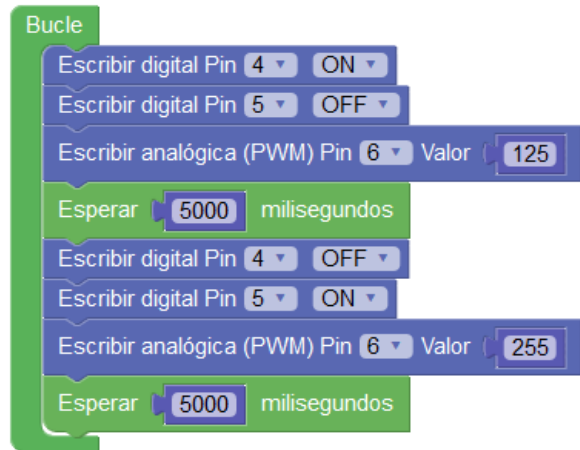 Bucle
Escribir digital Pin 4 ON
Escribir digital Pin 5 OFF
Escribir analógica (PWM) Pin 6 Valor 125
Esperar 5000 milisegundos
Escribir digital Pin 4 OFF
Escribir digital Pin 5 ON
Escribir analógica (PWM) Pin 6 Valor 255
Esperar 5000 milisegundos